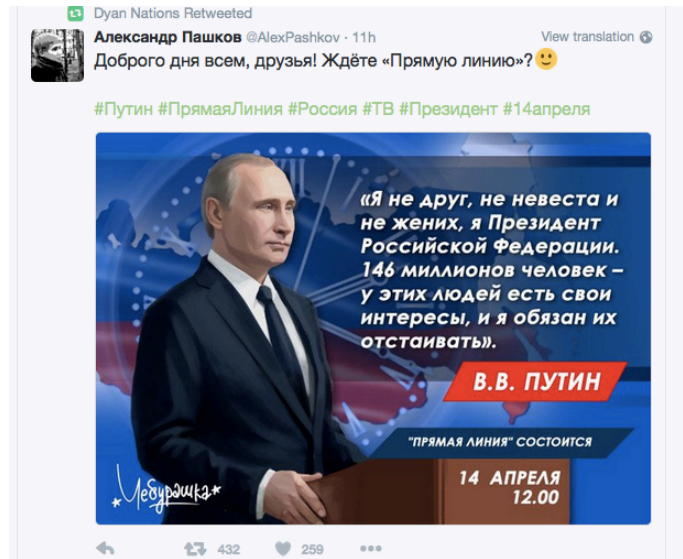 Dyan Nations Retweeted
Александр Пашков @AlexPashkov · 11h View translation
Доброго дня всем, друзья! Ждёте «Прямую линию»?🙂
#Путин #ПрямаяЛиния #Россия #ТВ #Президент #14апреля
XII
«Я не друг, не невеста и
не жених, я Президент
Российской Федерации.
146 миллионов человек –
у этих людей есть свои
интересы, и я обязан их
отстаивать».
В.В. ПУТИН
"ПРЯМАЯ ЛИНИЯ" СОСТОИТСЯ
14 АПРЕЛЯ
12.00
Чебурашка
432 259